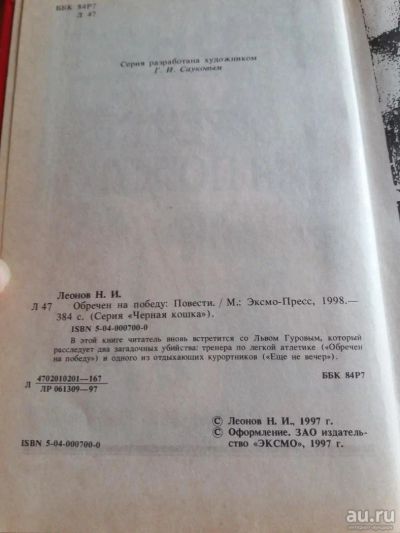 ББК 84Р7
Л 47
Серия разработана художником
Г. И. Сауковым
Леонов Н. И.
Л 47 Обречен на победу: Повести. / М.: Эксмо-Пресс, 1998.—
384 с. (Серия «Черная кошка»).
ISBN 5-04-000700-0
В этой книге читатель вновь встретится со Львом Гуровым, который
расследует два загадочных убийства: тренера по легкой атлетике («Обречен
на победу») и одного из отдыхающих курортников («Еще не вечер»).
Л 4702010201—167
ЛР 061309—97
ББК 84Р7
© Леонов Н. И., 1997 г.
© Оформление. ЗАО издатель-
ство «ЭКСМО», 1997 г.
ISBN 5-04-000700-0
au.ru